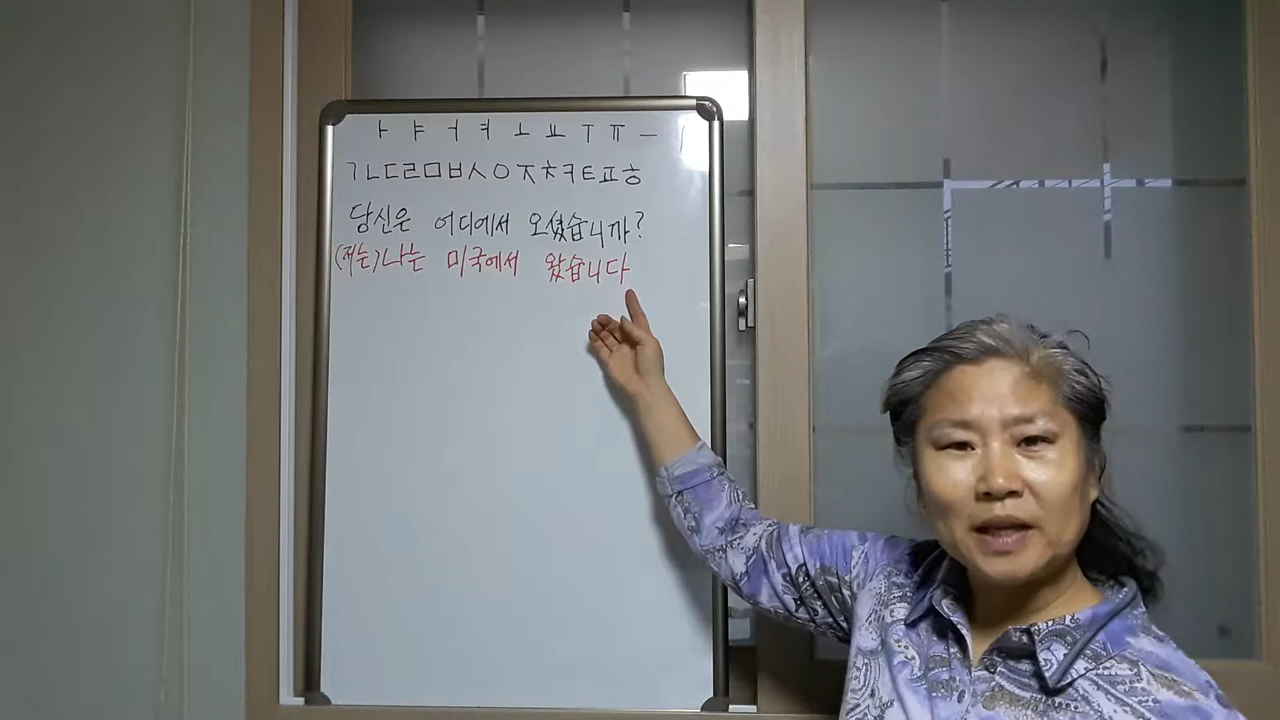 ㅏ ㅑ ㅓ ㅕ ㅗ ㅛ ㅜ ㅠ ㅡ ㅣ
ㄱㄴㄷㄹㅁㅂㅅㅇㅈㅊㅋㅌㅍㅎ
당신은 어디에서 오셨습니까?
(저는)나는 미국에서 왔습니다